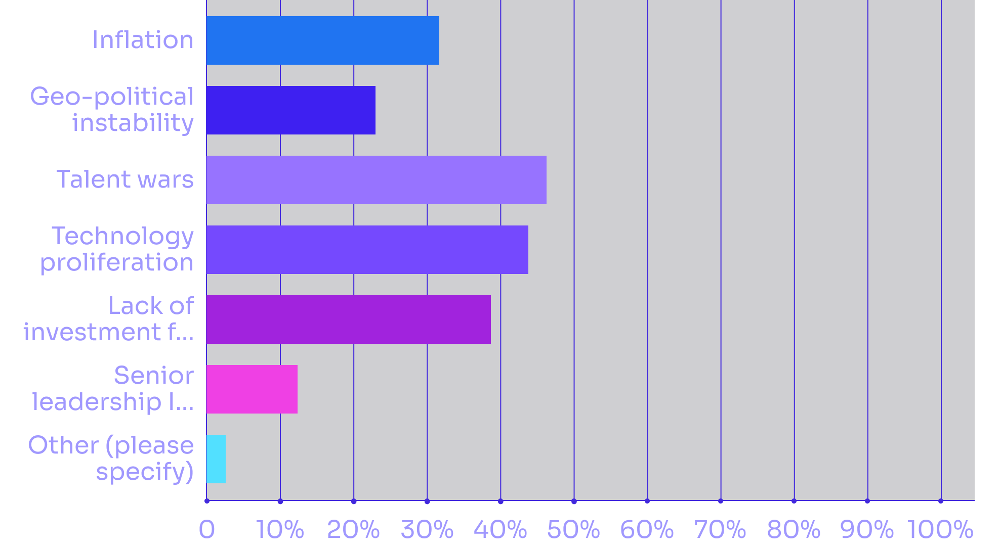 Inflation
Geo-political
instability
Talent wars
Technology
proliferation
Lack of
investment f...
Senior
leadership l...
Other (please
specify)
0 10% 20% 30% 40% 50% 60% 70% 80% 90% 100%